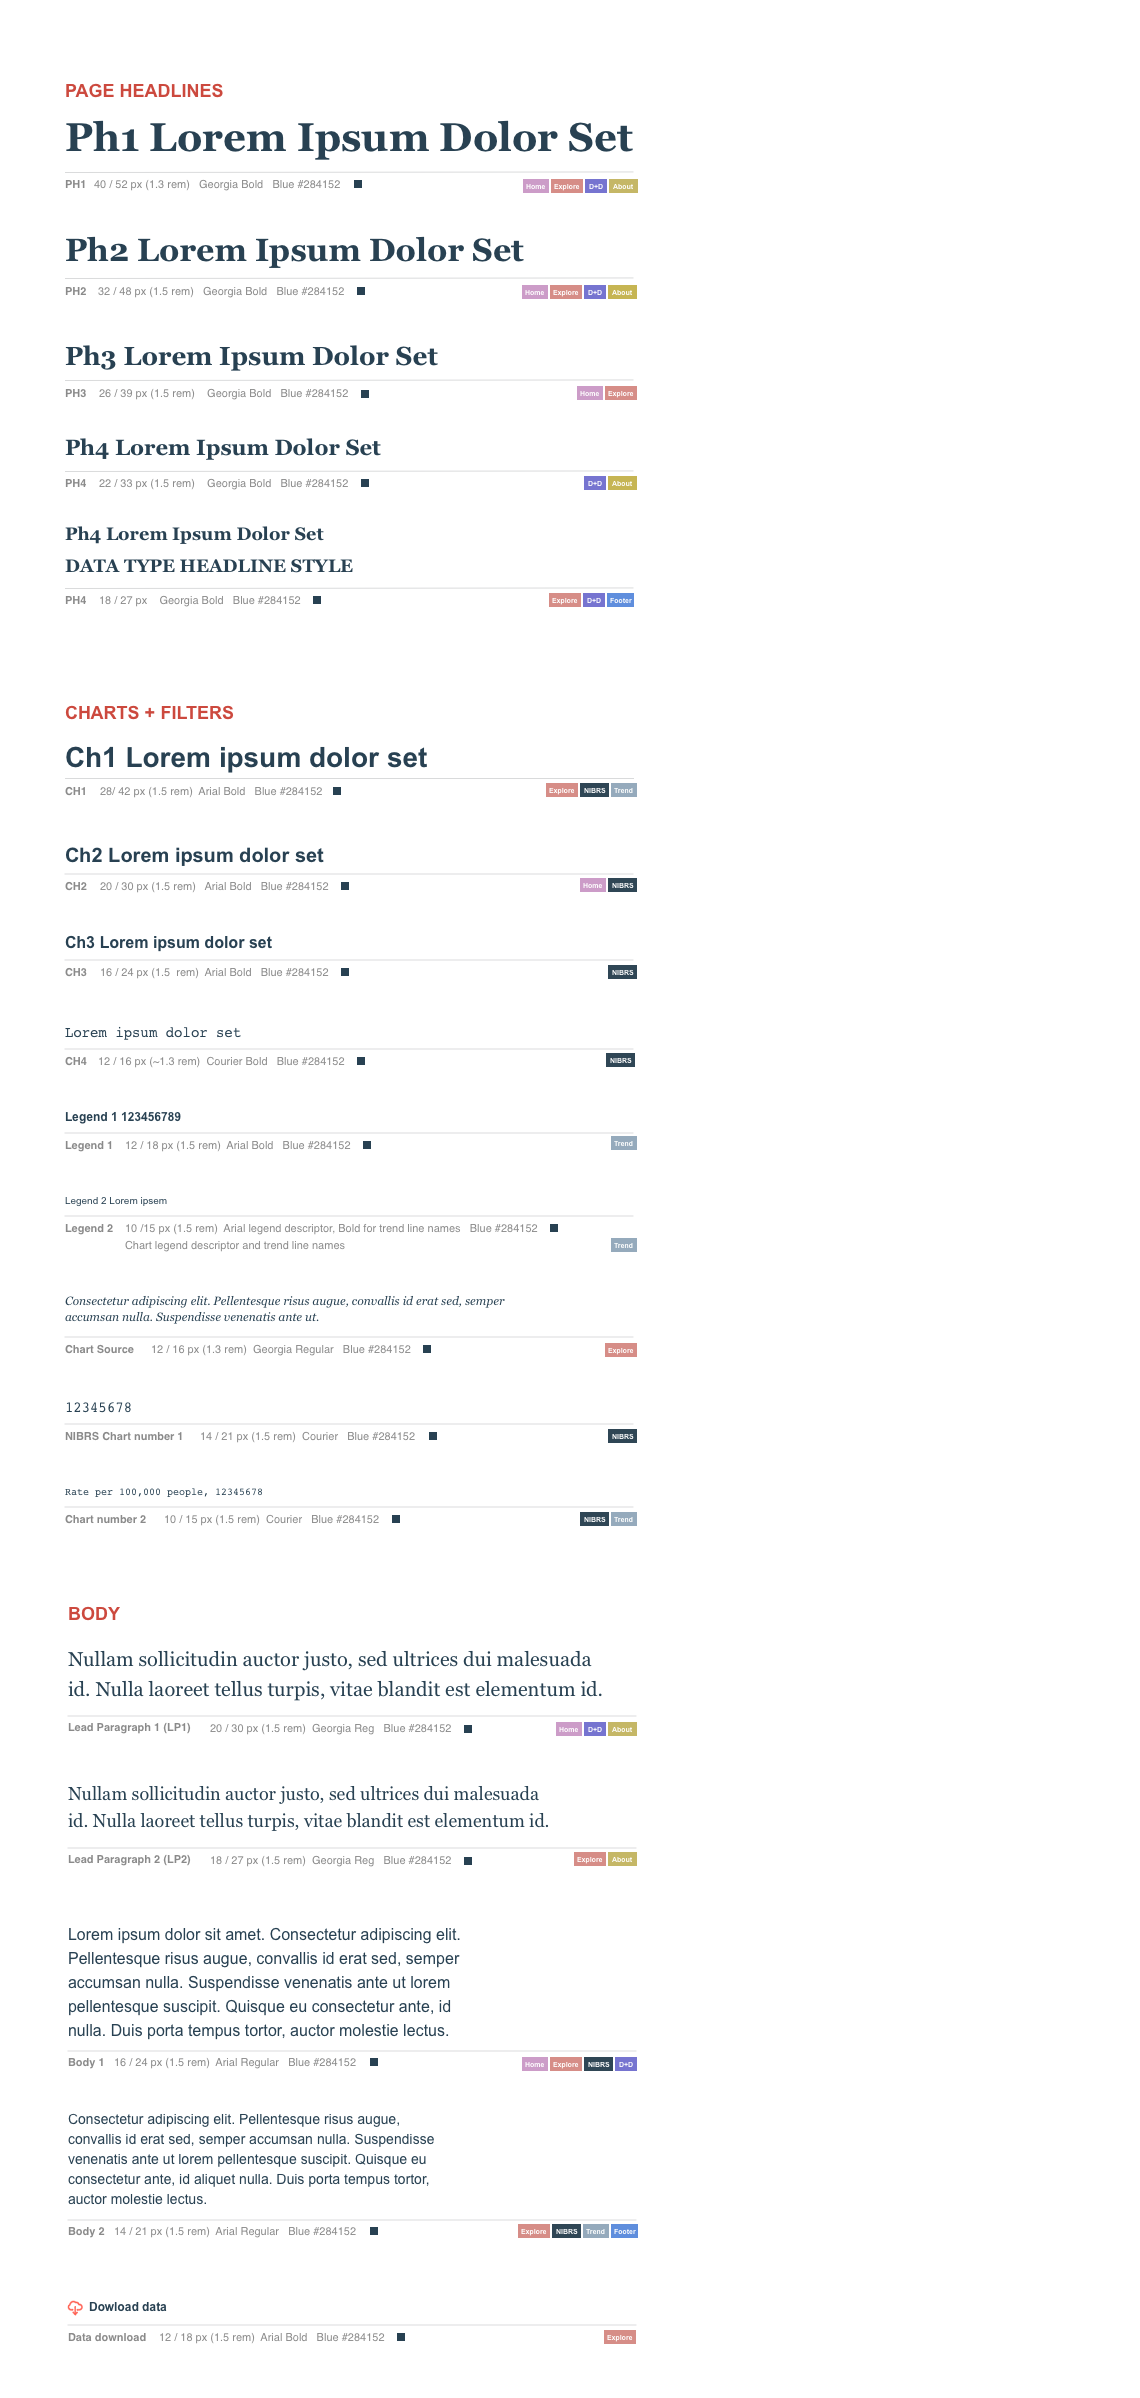 PAGE HEADLINES
Ph1 Lorem Ipsum Dolor Set
PH1 40 / 52 px (1.3 rem) Georgia Bold Blue #284152 Home Explore D+D About
Ph2 Lorem Ipsum Dolor Set
PH2 32 / 48 px (1.5 rem) Georgia Bold Blue #284152 Home Explore D+D About
Ph3 Lorem Ipsum Dolor Set
PH3 26 / 39 px (1.5 rem) Georgia Bold Blue #284152 Home Explore
Ph4 Lorem Ipsum Dolor Set
PH4 22 / 33 px (1.5 rem) Georgia Bold Blue #284152 D+D About
Ph4 Lorem Ipsum Dolor Set
DATA TYPE HEADLINE STYLE
PH4 18 / 27 px Georgia Bold Blue #284152 Explore D+D Footer
CHARTS + FILTERS
Ch1 Lorem ipsum dolor set
CH1 28/ 42 px (1.5 rem) Arial Bold Blue #284152 Explore NIBRS Trend
Ch2 Lorem ipsum dolor set
CH2 20 / 30 px (1.5 rem) Arial Bold Blue #284152 Home NIBRS
Ch3 Lorem ipsum dolor set
CH3 16 / 24 px (1.5 rem) Arial Bold Blue #284152 NIBRS
Lorem ipsum dolor set
CH4 12 / 16 px (~1.3 rem) Courier Bold Blue #284152 NIBRS
Legend 1 123456789
Legend 1 12 / 18 px (1.5 rem) Arial Bold Blue #284152 Trend
Legend 2 Lorem ipsem
Legend 2 10 /15 px (1.5 rem) Arial legend descriptor, Bold for trend line names Blue #284152
Chart legend descriptor and trend line names Trend
Consectetur adipiscing elit. Pellentesque risus augue, convallis id erat sed, semper
accumsan nulla. Suspendisse venenatis ante ut.
Chart Source 12 / 16 px (1.3 rem) Georgia Regular Blue #284152 Explore
12345678
NIBRS Chart number 1 14 / 21 px (1.5 rem) Courier Blue #284152 NIBRS
Rate per 100,000 people, 12345678
Chart number 2 10 / 15 px (1.5 rem) Courier Blue #284152 NIBRS Trend
BODY
Nullam sollicitudin auctor justo, sed ultrices dui malesuada
id. Nulla laoreet tellus turpis, vitae blandit est elementum id.
Lead Paragraph 1 (LP1) 20 / 30 px (1.5 rem) Georgia Reg Blue #284152 Home D+D About
Nullam sollicitudin auctor justo, sed ultrices dui malesuada
id. Nulla laoreet tellus turpis, vitae blandit est elementum id.
Lead Paragraph 2 (LP2) 18 / 27 px (1.5 rem) Georgia Reg Blue #284152 Explore About
Lorem ipsum dolor sit amet. Consectetur adipiscing elit.
Pellentesque risus augue, convallis id erat sed, semper
accumsan nulla. Suspendisse venenatis ante ut lorem
pellentesque suscipit. Quisque eu consectetur ante, id
nulla. Duis porta tempus tortor, auctor molestie lectus.
Body 1 16 / 24 px (1.5 rem) Arial Regular Blue #284152 Home Explore NIBRS D+D
Consectetur adipiscing elit. Pellentesque risus augue,
convallis id erat sed, semper accumsan nulla. Suspendisse
venenatis ante ut lorem pellentesque suscipit. Quisque eu
consectetur ante, id aliquet nulla. Duis porta tempus tortor,
auctor molestie lectus.
Body 2 14 / 21 px (1.5 rem) Arial Regular Blue #284152 Explore NIBRS Trend Footer
Dowload data
Data download 12 / 18 px (1.5 rem) Arial Bold Blue #284152 Explore